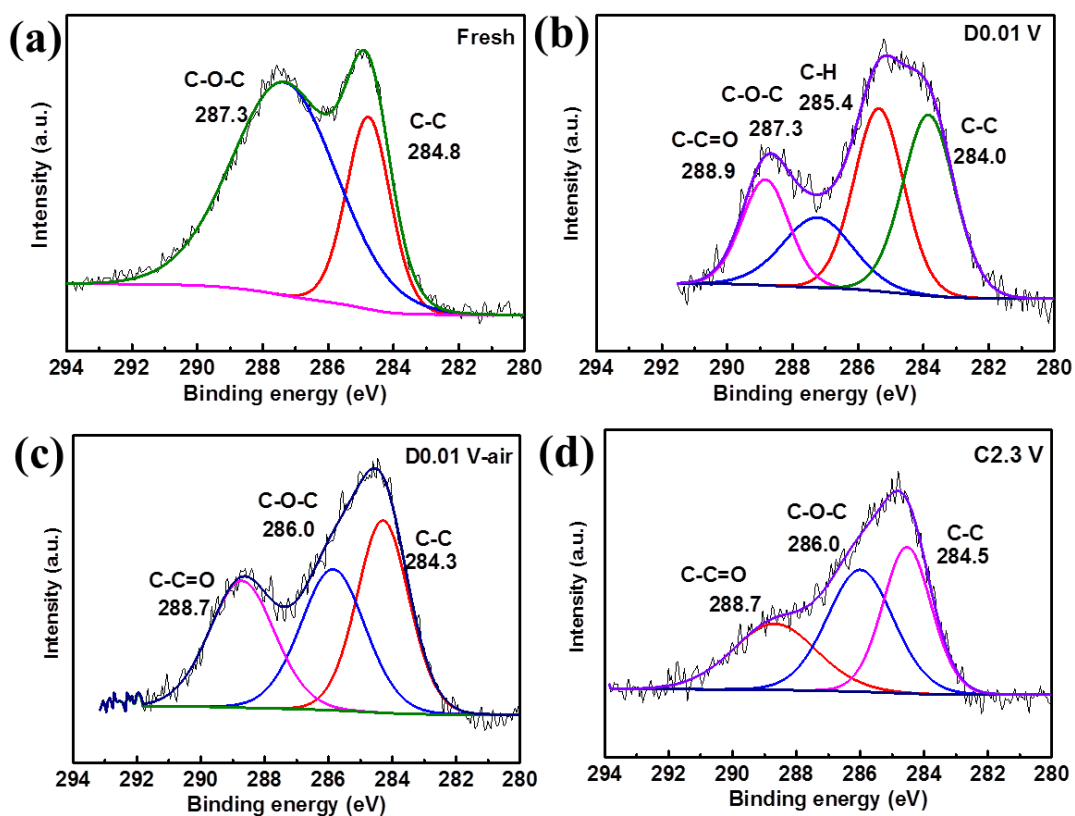 (a)
Fresh
C-O-C
287.3
C-C
284.8
Intensity (a.u.)
294 292 290 288 286 284 282 280
Binding energy (eV)
(b)
D0.01 V
C-H
285.4
C-O-C
287.3
C-C=O
288.9
C-C
284.0
Intensity (a.u.)
294 292 290 288 286 284 282 280
Binding energy (eV)
(c)
D0.01 V-air
C-O-C
286.0
C-C
284.3
C-C=O
288.7
Intensity (a.u.)
294 292 290 288 286 284 282 280
Binding energy (eV)
(d)
C2.3 V
C-O-C
286.0
C-C
284.5
C-C=O
288.7
Intensity (a.u.)
294 292 290 288 286 284 282 280
Binding energy (eV)